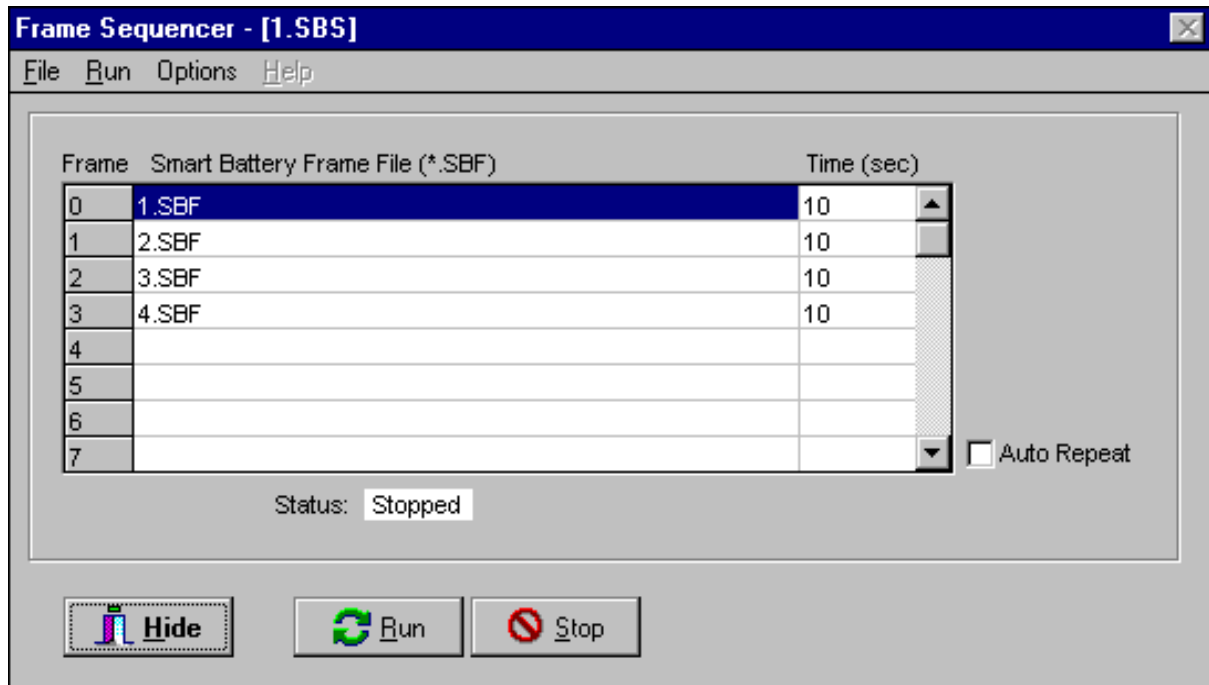 Frame Sequencer - [1.SBS]
File Run Options Help
Frame Smart Battery Frame File (*.SBF) Time (sec)
0 1.SBF 10
1 2.SBF 10
2 3.SBF 10
3 4.SBF 10
4
5
6
7 Auto Repeat
Status: Stopped
Hide Run Stop